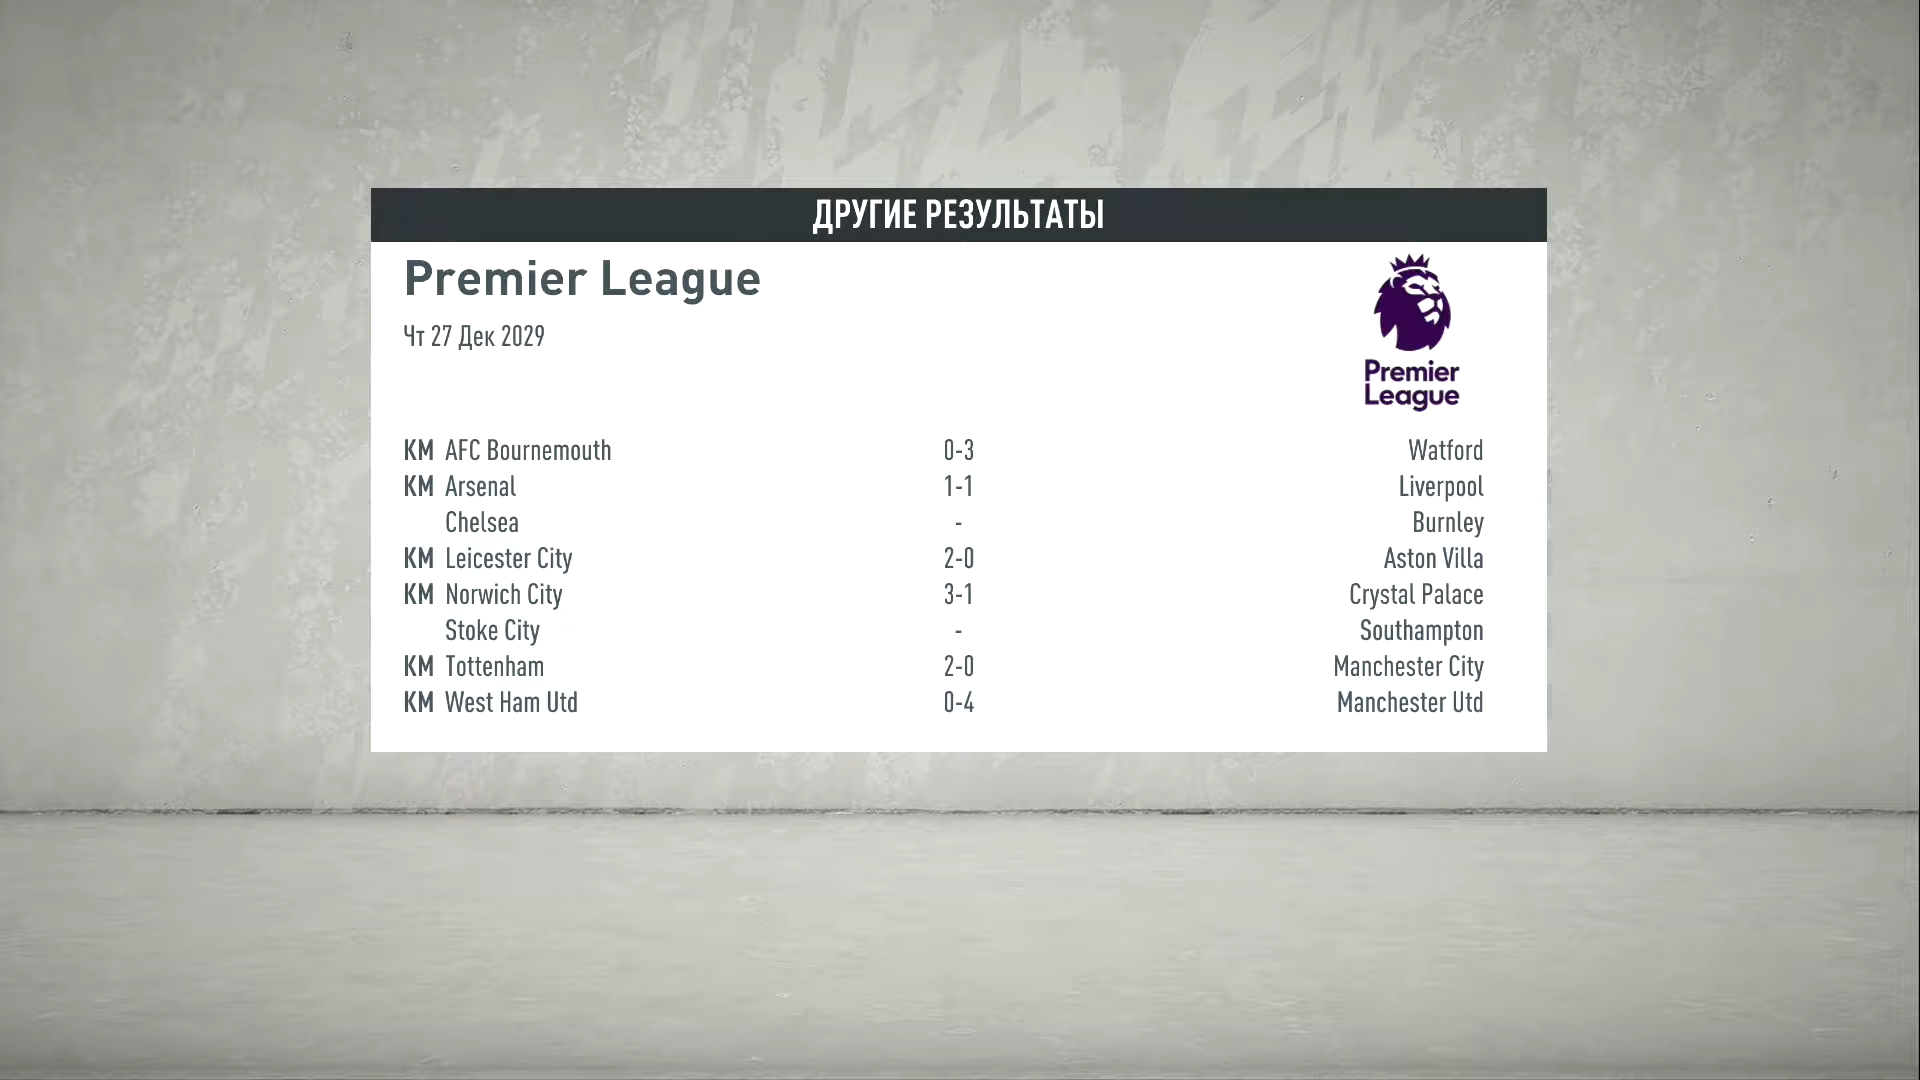 ДРУГИЕ РЕЗУЛЬТАТЫ
Premier League
Чт 27 Дек 2029
Premier
League
КМ AFC Bournemouth 0-3 Watford
КМ Arsenal 1-1 Liverpool
Chelsea - Burnley
КМ Leicester City 2-0 Aston Villa
КМ Norwich City 3-1 Crystal Palace
Stoke City - Southampton
КМ Tottenham 2-0 Manchester City
КМ West Ham Utd 0-4 Manchester Utd